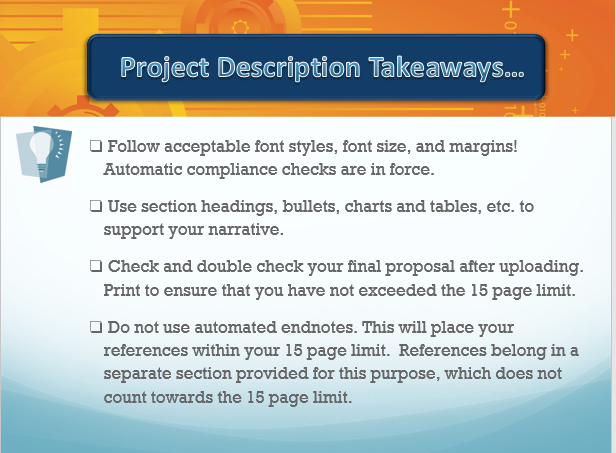 Project Description Takeaways...
❑ Follow acceptable font styles, font size, and margins!
Automatic compliance checks are in force.
❑ Use section headings, bullets, charts and tables, etc. to
support your narrative.
❑ Check and double check your final proposal after uploading.
Print to ensure that you have not exceeded the 15 page limit.
❑ Do not use automated endnotes. This will place your
references within your 15 page limit.  References belong in a
separate section provided for this purpose, which does not
count towards the 15 page limit.